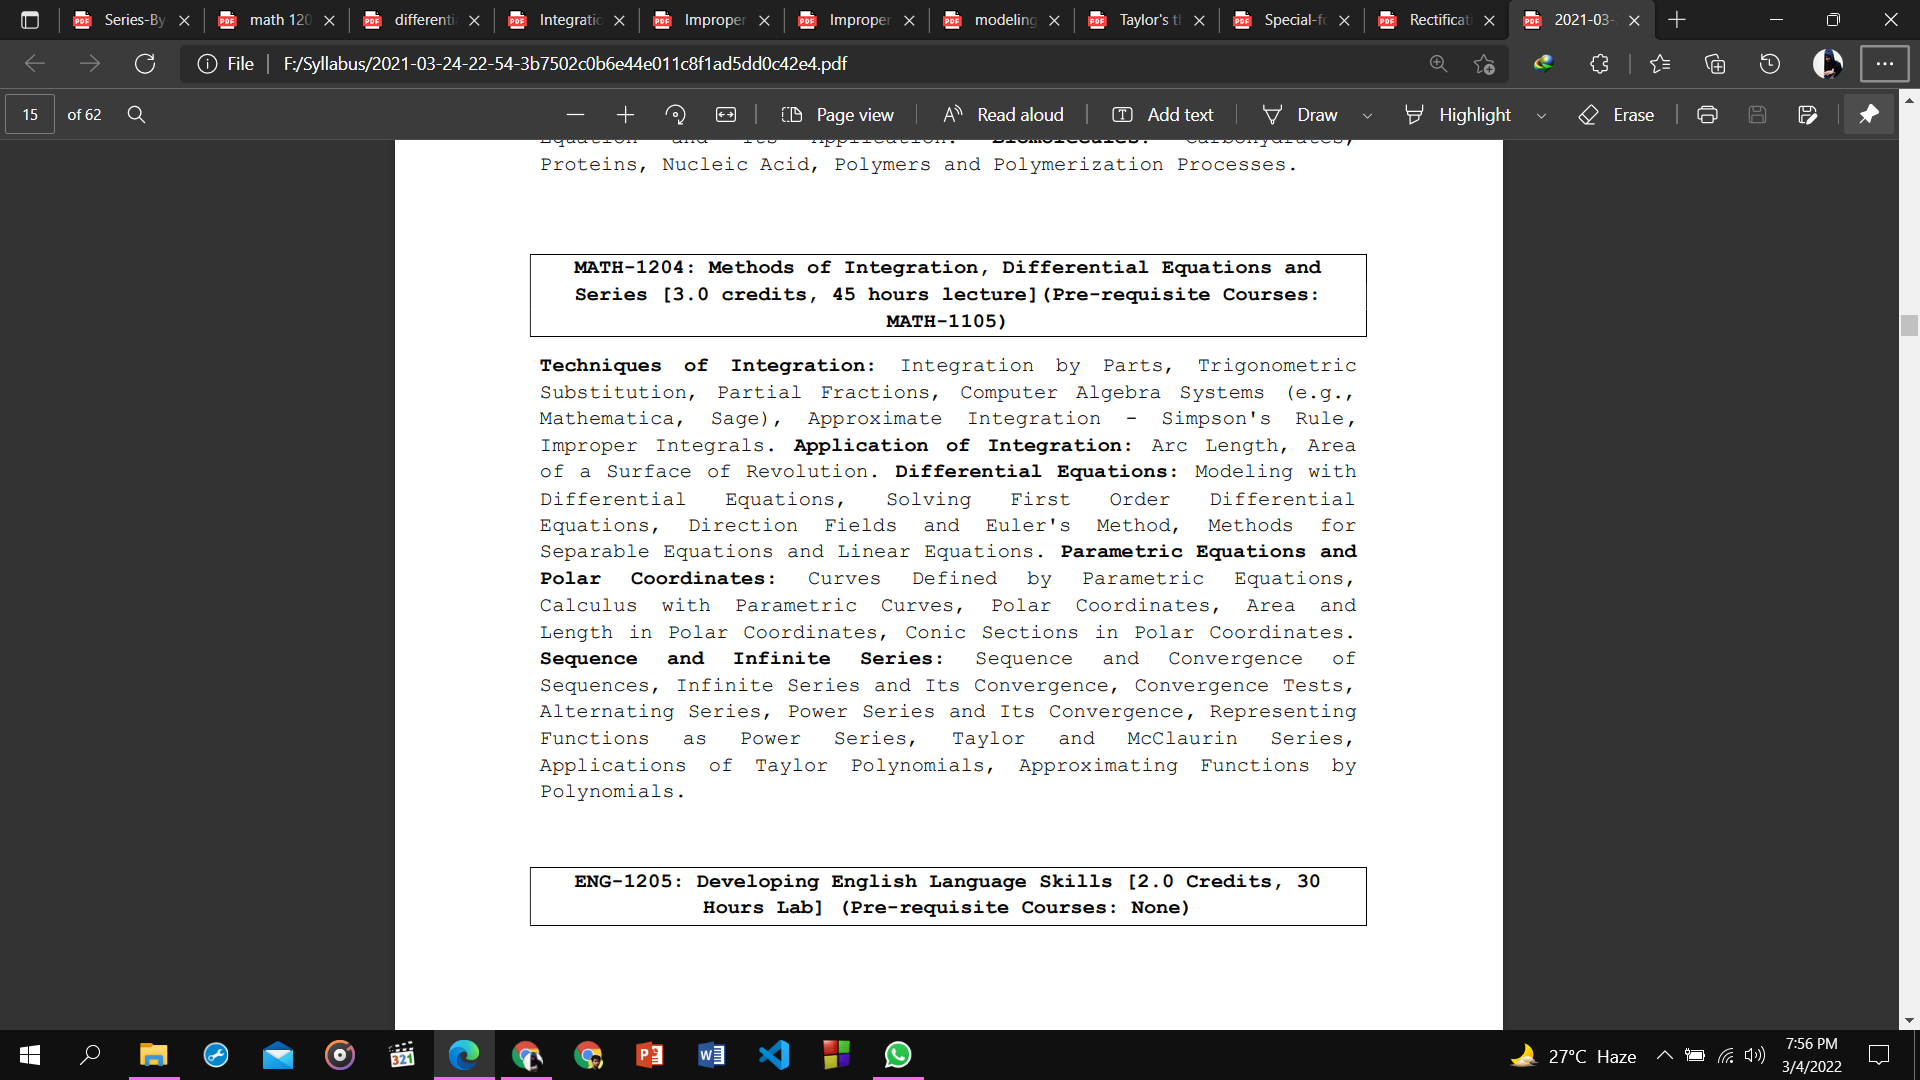 Series-By
math 120
differenti
Integratio
Improper
Improper
modeling
Taylor's t
Special-fo
Rectificat
2021-03-
File
F:/Syllabus/2021-03-24-22-54-3b7502c0b6e44e011c8f1ad5dd0c42e4.pdf
15 of 62
Page view
Read aloud
Add text
Draw
Highlight
Erase
Equation and its Application. Biomolecules: Carbohydrates,
Proteins, Nucleic Acid, Polymers and Polymerization Processes.
MATH-1204: Methods of Integration, Differential Equations and
Series [3.0 credits, 45 hours lecture](Pre-requisite Courses:
MATH-1105)
Techniques of Integration: Integration by Parts, Trigonometric
Substitution, Partial Fractions, Computer Algebra Systems (e.g.,
Mathematica, Sage), Approximate Integration - Simpson's Rule,
Improper Integrals. Application of Integration: Arc Length, Area
of a Surface of Revolution. Differential Equations: Modeling with
Differential Equations, Solving First Order Differential
Equations, Direction Fields and Euler's Method, Methods for
Separable Equations and Linear Equations. Parametric Equations and
Polar Coordinates: Curves Defined by Parametric Equations,
Calculus with Parametric Curves, Polar Coordinates, Area and
Length in Polar Coordinates, Conic Sections in Polar Coordinates.
Sequence and Infinite Series: Sequence and Convergence of
Sequences, Infinite Series and Its Convergence, Convergence Tests,
Alternating Series, Power Series and Its Convergence, Representing
Functions as Power Series, Taylor and McClaurin Series,
Applications of Taylor Polynomials, Approximating Functions by
Polynomials.
ENG-1205: Developing English Language Skills [2.0 Credits, 30
Hours Lab] (Pre-requisite Courses: None)
27°C Haze
7:56 PM
3/4/2022